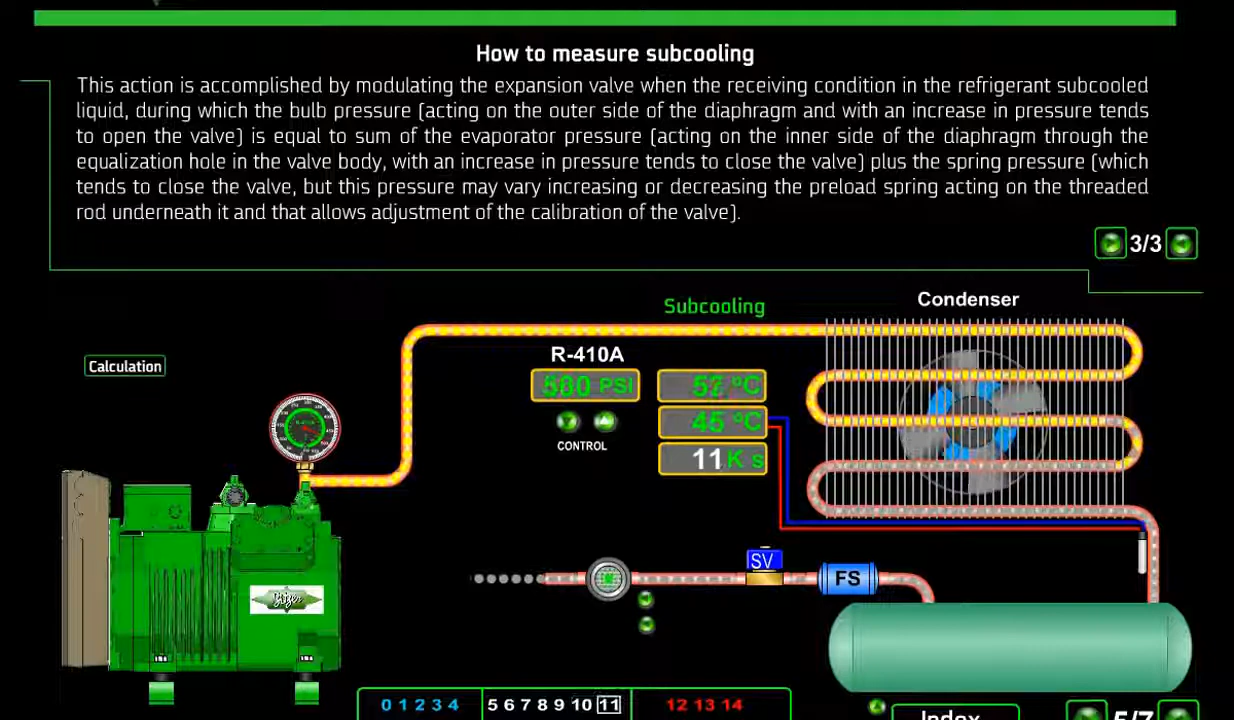 How to measure subcooling
This action is accomplished by modulating the expansion valve when the receiving condition in the refrigerant subcooled
liquid, during which the bulb pressure (acting on the outer side of the diaphragm and with an increase in pressure tends
to open the valve) is equal to sum of the evaporator pressure (acting on the inner side of the diaphragm through the
equalization hole in the valve body, with an increase in pressure tends to close the valve) plus the spring pressure (which
tends to close the valve, but this pressure may vary increasing or decreasing the preload spring acting on the threaded
rod underneath it and that allows adjustment of the calibration of the valve).
3/3
Subcooling
Condenser
R-410A
Calculation
PSI
°C
45 °C
CONTROL
11 K s
SV
FS
0 1 2 3 4 5 6 7 8 9 10 11 12 13 14
Index
5/7